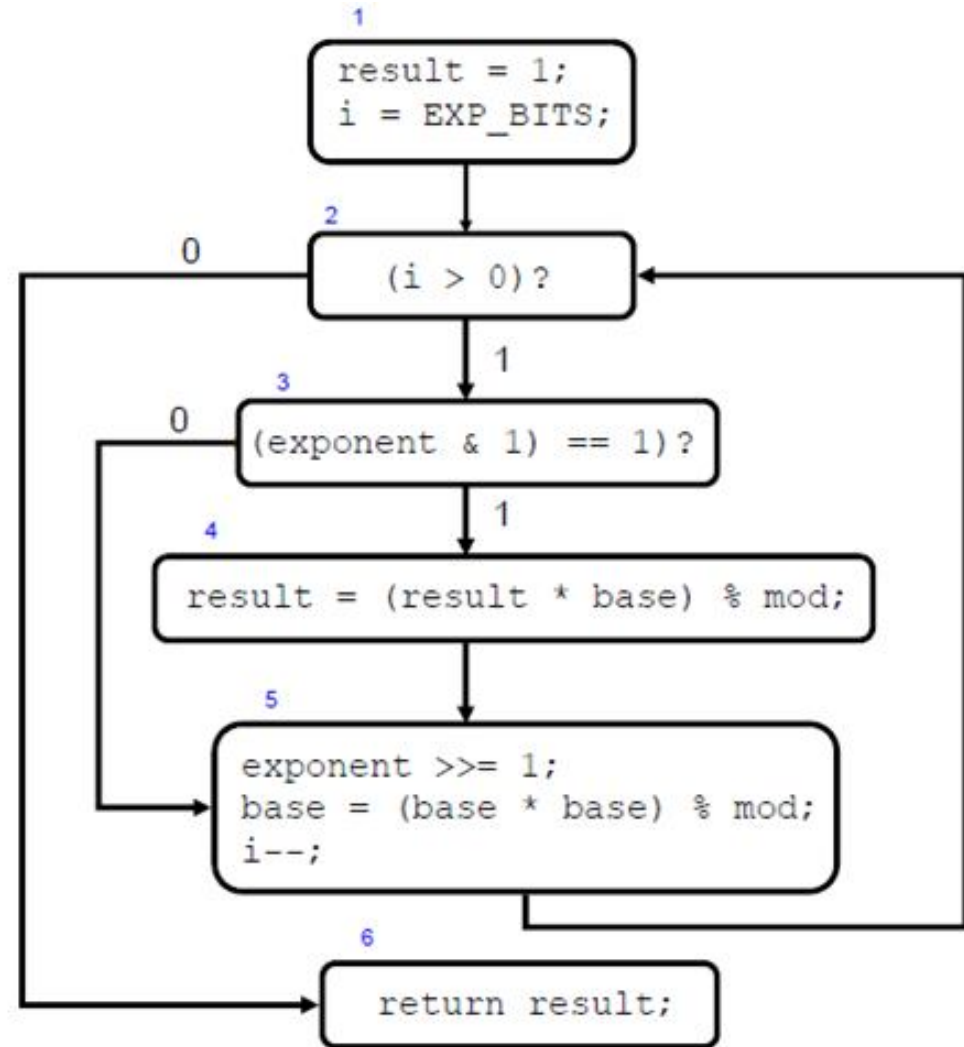 1
result = 1;
i = EXP_BITS;
2
0
(i > 0)?
1
3
0
(exponent & 1) == 1)?
1
4
result = (result * base) % mod;
5
exponent >>= 1;
base = (base * base) % mod;
i--;
6
return result;